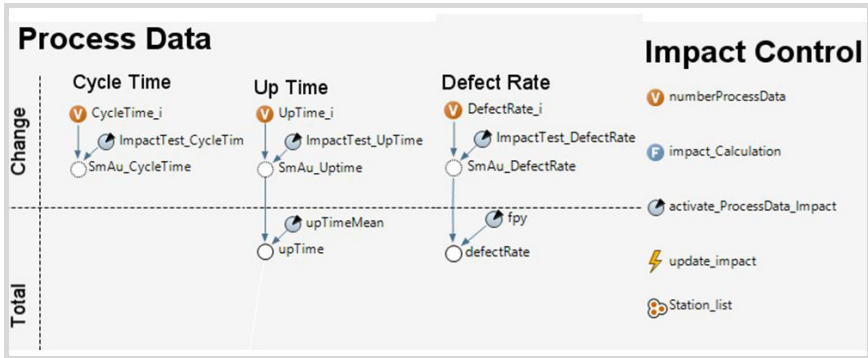 Process Data
Impact Control
Cycle Time
Up Time
Defect Rate
Change
CycleTime_i
UpTime_i
DefectRate_i
ImpactTest_CycleTim
ImpactTest_UpTime
ImpactTest_DefectRate
SmAu_CycleTime
SmAu_Uptime
SmAu_DefectRate
Total
upTimeMean
fpy
upTime
defectRate
V numberProcessData
F impact_Calculation
activate_ProcessData_Impact
update_impact
Station_list